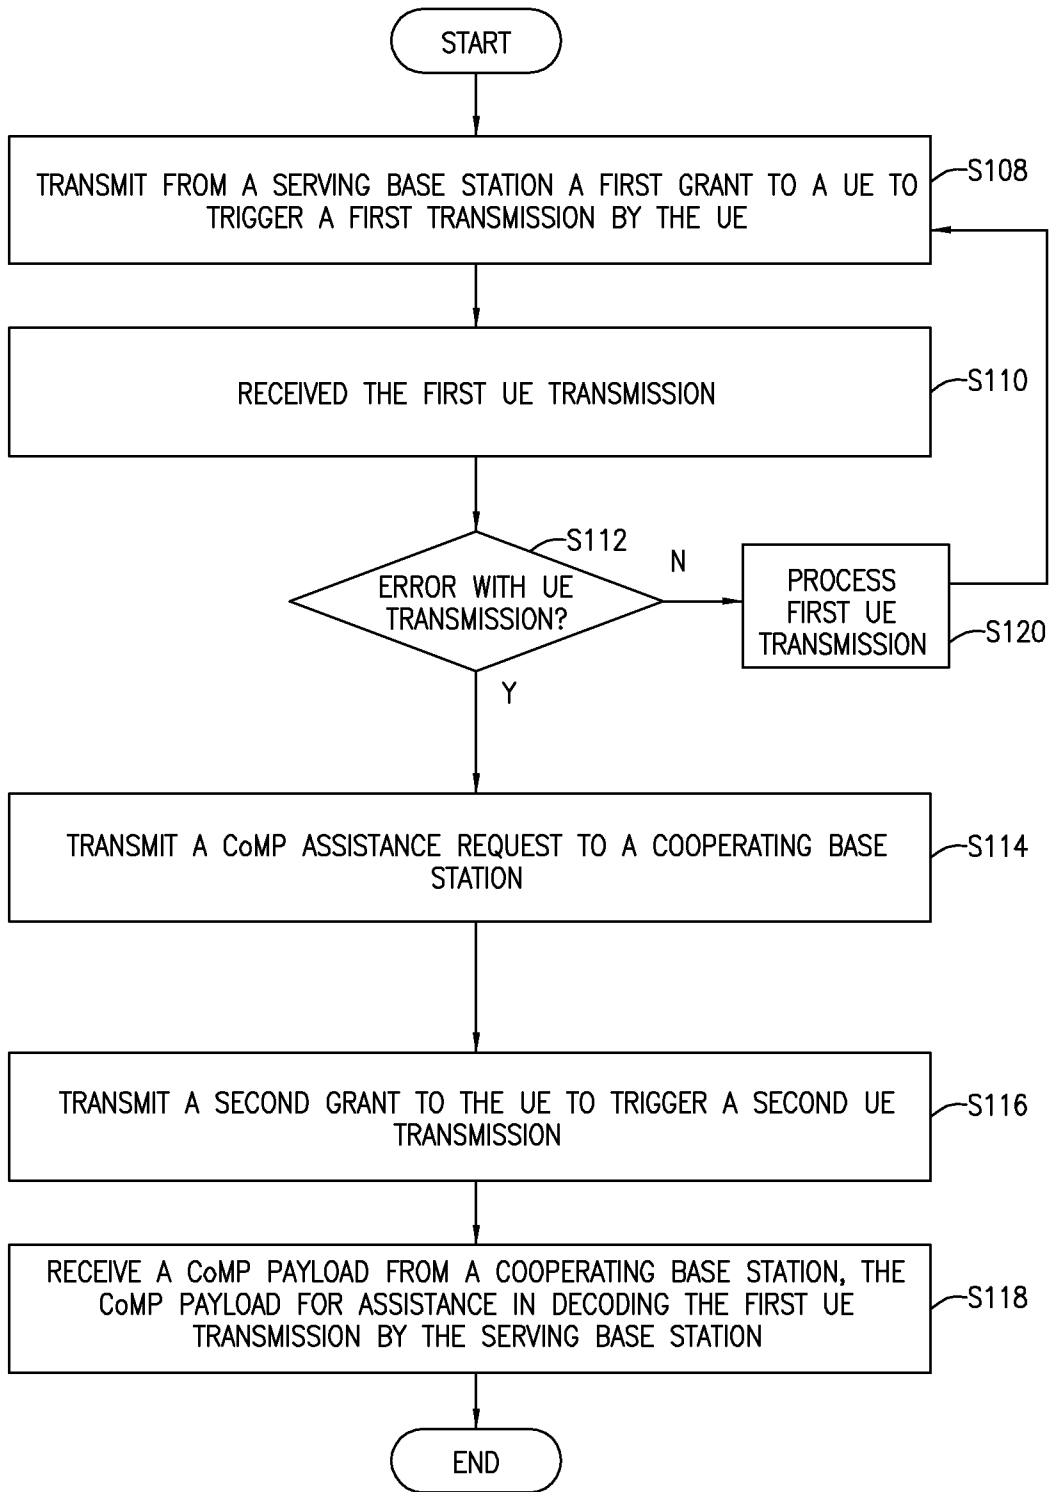 START
TRANSMIT FROM A SERVING BASE STATION A FIRST GRANT TO A UE TO
TRIGGER A FIRST TRANSMISSION BY THE UE
S108
RECEIVED THE FIRST UE TRANSMISSION
S110
S112
ERROR WITH UE
TRANSMISSION?
N
PROCESS
FIRST UE
TRANSMISSION
S120
Y
TRANSMIT A CoMP ASSISTANCE REQUEST TO A COOPERATING BASE
STATION
S114
TRANSMIT A SECOND GRANT TO THE UE TO TRIGGER A SECOND UE
TRANSMISSION
S116
RECEIVE A CoMP PAYLOAD FROM A COOPERATING BASE STATION, THE
CoMP PAYLOAD FOR ASSISTANCE IN DECODING THE FIRST UE
TRANSMISSION BY THE SERVING BASE STATION
S118
END